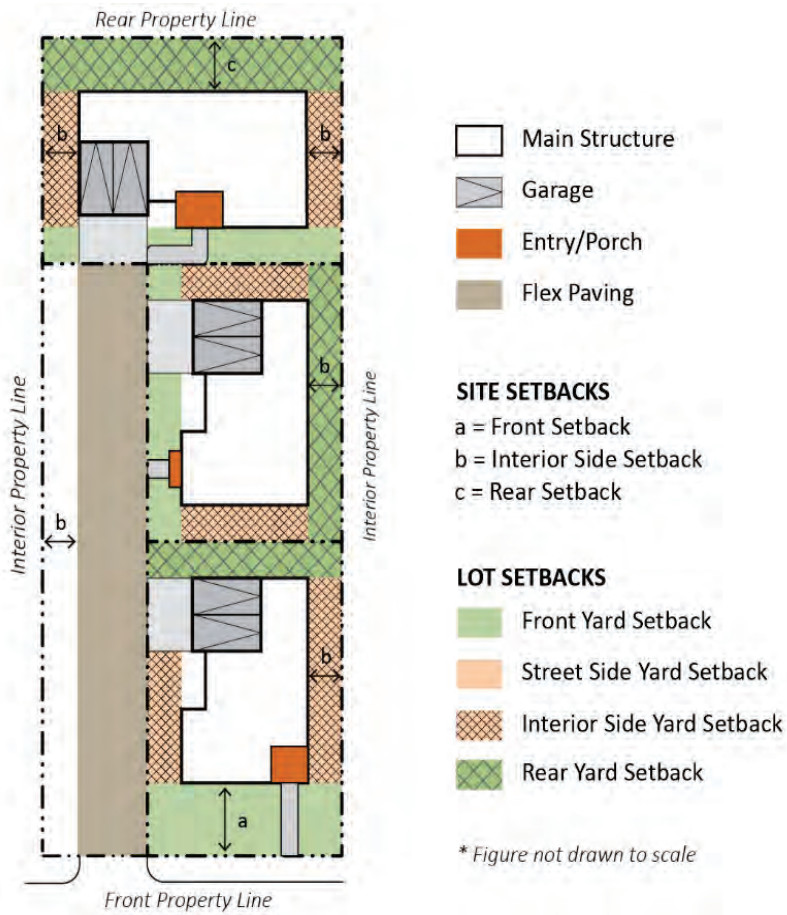 Rear Property Line
c
b
b
Main Structure
Garage
Entry/Porch
Flex Paving
Interior Property Line
b
Interior Property Line
b
SITE SETBACKS
a = Front Setback
b = Interior Side Setback
c = Rear Setback
LOT SETBACKS
Front Yard Setback
b
Street Side Yard Setback
Interior Side Yard Setback
Rear Yard Setback
a
* Figure not drawn to scale
Front Property Line